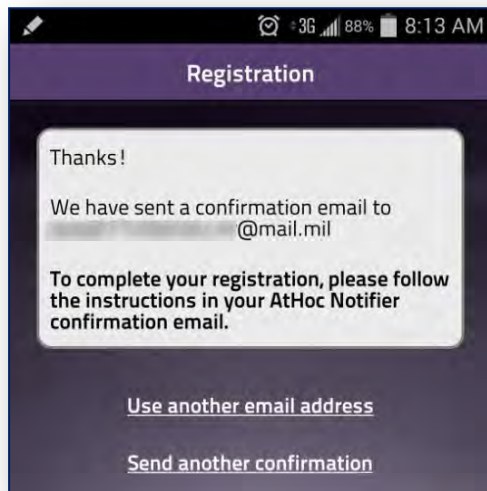 3G 88% 8:13 AM
Registration
Thanks!
We have sent a confirmation email to
@mail.mil
To complete your registration, please follow
the instructions in your AtHoc Notifier
confirmation email.
Use another email address
Send another confirmation